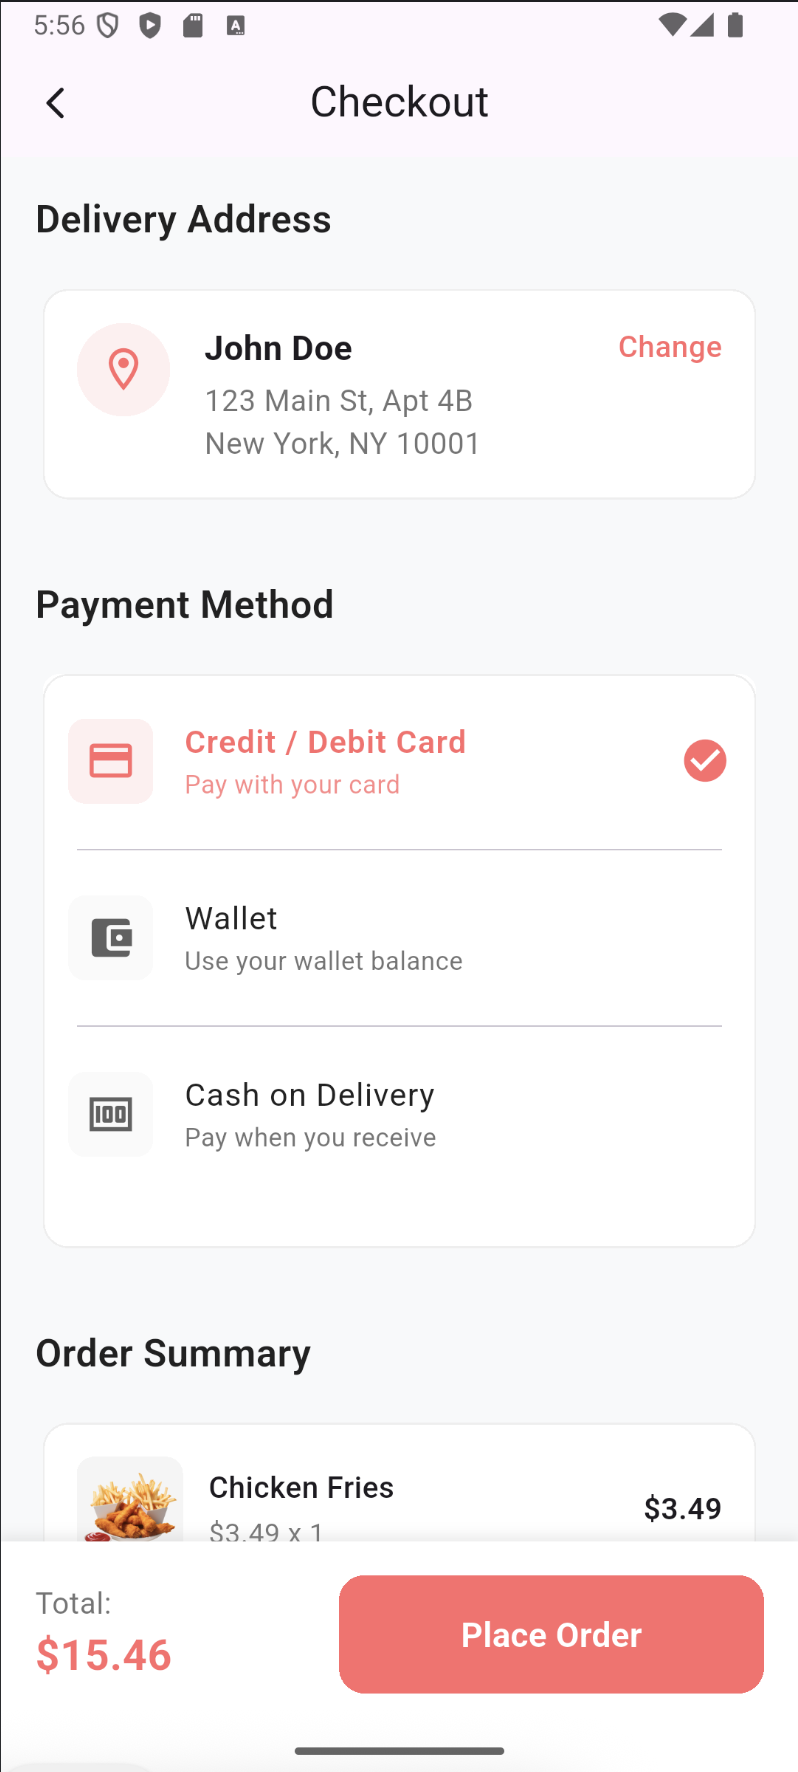 5:56
Checkout
Delivery Address
John Doe
Change
123 Main St, Apt 4B
New York, NY 10001
Payment Method
Credit / Debit Card
Pay with your card
Wallet
Use your wallet balance
100
Cash on Delivery
Pay when you receive
Order Summary
Chicken Fries
$3.49
$3.49 x 1
Total:
$15.46
Place Order